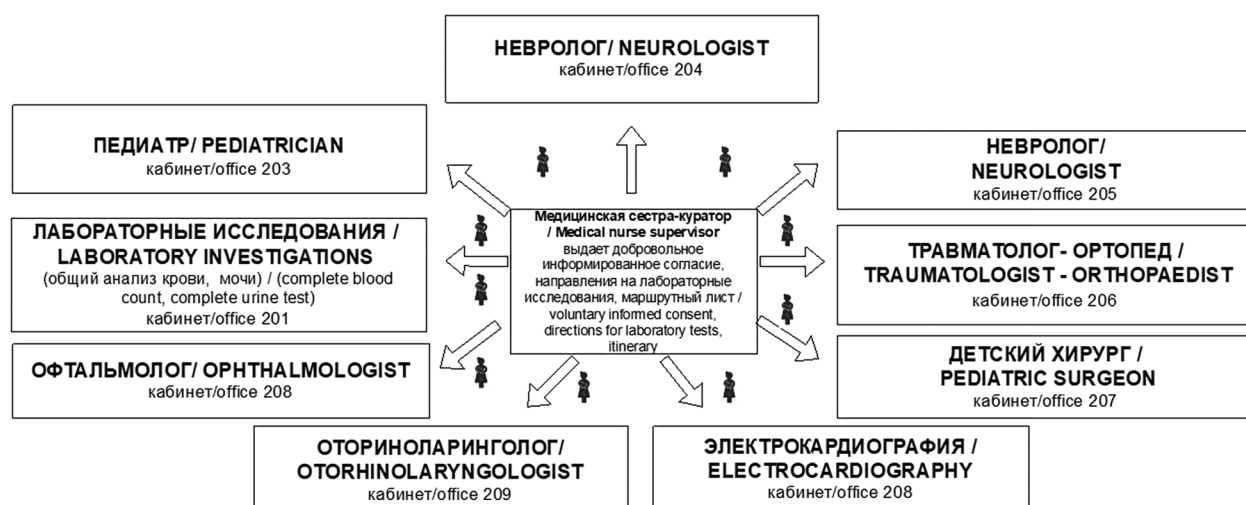 НЕВРОЛОГ/ NEUROLOGIST
кабинет/office 204
ПЕДИАТР/ PEDIATRICIAN
кабинет/office 203
НЕВРОЛОГ/
NEUROLOGIST
кабинет/office 205
ЛАБОРАТОРНЫЕ ИССЛЕДОВАНИЯ /
LABORATORY INVESTIGATIONS
(общий анализ крови, мочи) / (complete blood
count, complete urine test)
кабинет/office 201
Медицинская сестра-куратор
/ Medical nurse supervisor
выдает добровольное
информированное согласие,
направления на лабораторные
исследования, маршрутный лист /
voluntary informed consent,
directions for laboratory tests,
itinerary
ТРАВМАТОЛОГ- ОРТОПЕД /
TRAUMATOLOGIST - ORTHOPAEDIST
кабинет/office 206
ОФТАЛЬМОЛОГ/ OPHTHALMOLOGIST
кабинет/office 208
ДЕТСКИЙ ХИРУРГ /
PEDIATRIC SURGEON
кабинет/office 207
ОТОРИНОЛАРИНГОЛОГ/
OTORHINOLARYNGOLOGIST
кабинет/office 209
ЭЛЕКТРОКАРДИОГРАФИЯ /
ELECTROCARDIOGRAPHY
кабинет/office 208